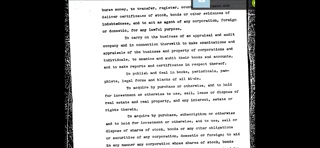 burse money, to transfer, register, and
deliver certificates of stock, bonds or other evidences of
indebtedness, and to act as agent of any corporation, foreign
or domestic, for any lawful purpose.
To carry on the business of an appraisal and audit
company and in connection therewith to make examinations and
appraisals of the business and property of corporations and
individuals, to examine and audit their books and accounts,
and to make reports and certificates in respect thereof.
To publish and deal in books, periodicals, pam-
phlets, legal forms and blanks of all kinds.
To acquire by purchase or otherwise, and to hold
for investment or otherwise to use, sell, lease or dispose of
real estate and real property, and any interest, estate or
rights therein.
To acquire by purchase, subscription or otherwise
and to hold for investment or otherwise, and to use, sell or
dispose of shares of stock, bonds or any other obligations
or securities of any corporation, domestic or foreign; to aid
in any manner any corporation whose shares of stock, bonds